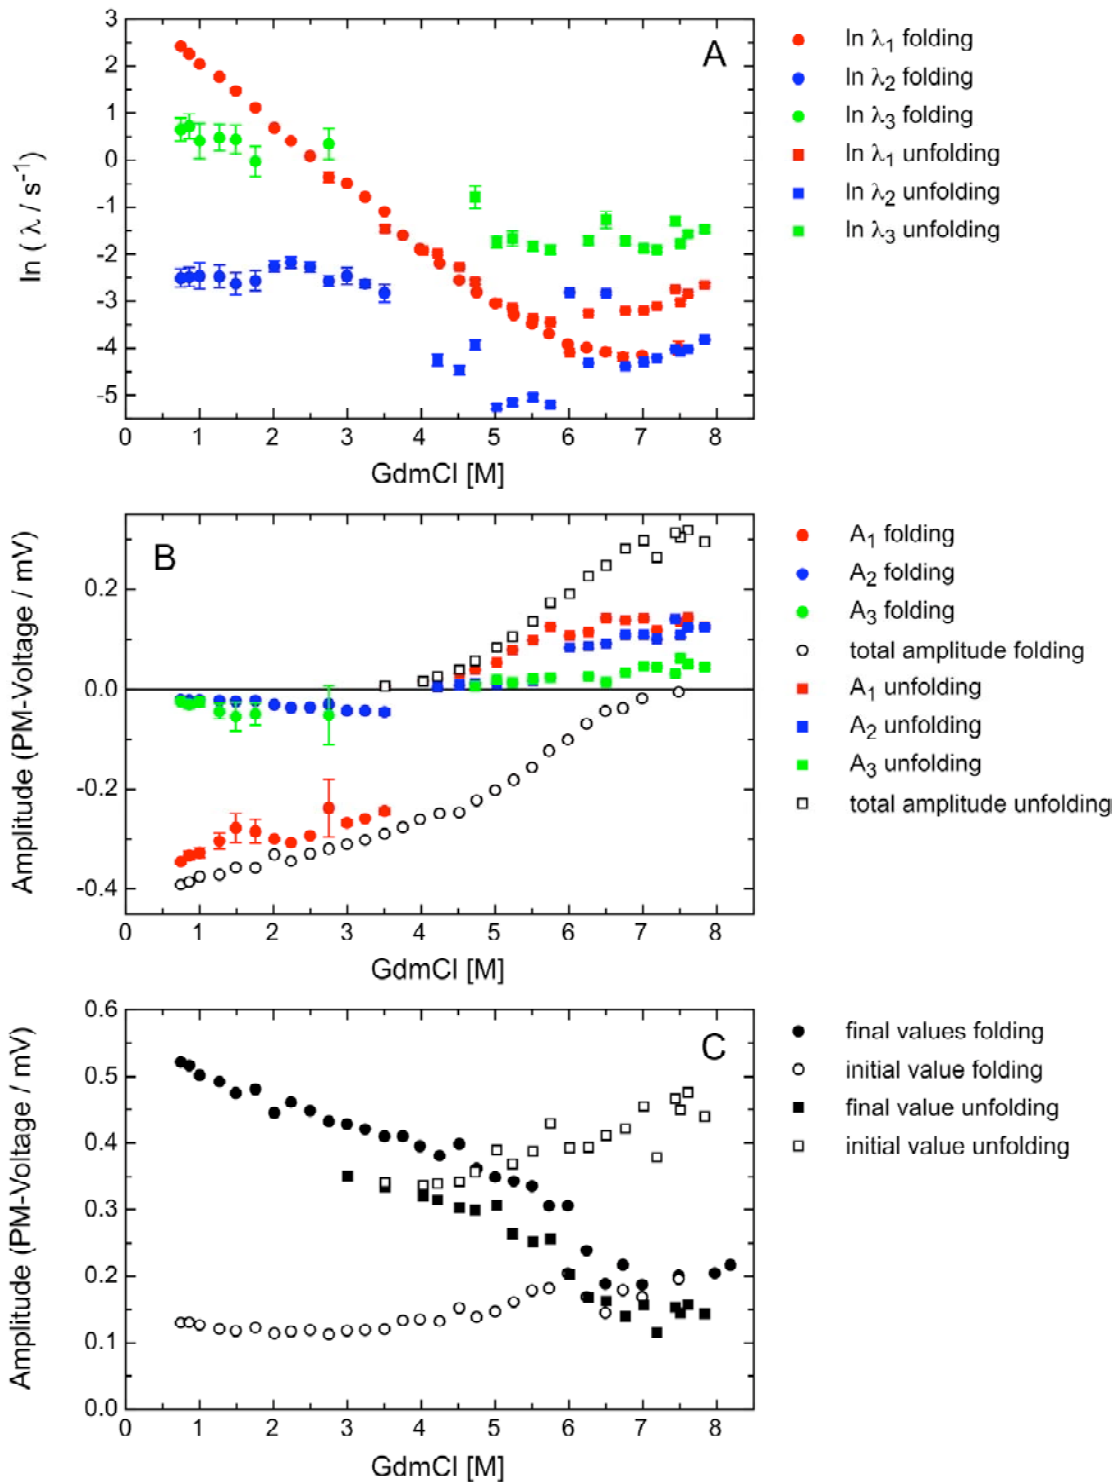 3
2
1
0
-1
-2
-3
-4
-5
ln ( λ / s⁻¹ )
A
0 1 2 3 4 5 6 7 8
GdmCl [M]
ln λ₁ folding
ln λ₂ folding
ln λ₃ folding
ln λ₁ unfolding
ln λ₂ unfolding
ln λ₃ unfolding
0.2
0.0
-0.2
-0.4
Amplitude (PM-Voltage / mV)
B
0 1 2 3 4 5 6 7 8
GdmCl [M]
A₁ folding
A₂ folding
A₃ folding
total amplitude folding
A₁ unfolding
A₂ unfolding
A₃ unfolding
total amplitude unfolding
0.6
0.5
0.4
0.3
0.2
0.1
0.0
Amplitude (PM-Voltage / mV)
C
0 1 2 3 4 5 6 7 8
GdmCl [M]
final values folding
initial value folding
final value unfolding
initial value unfolding